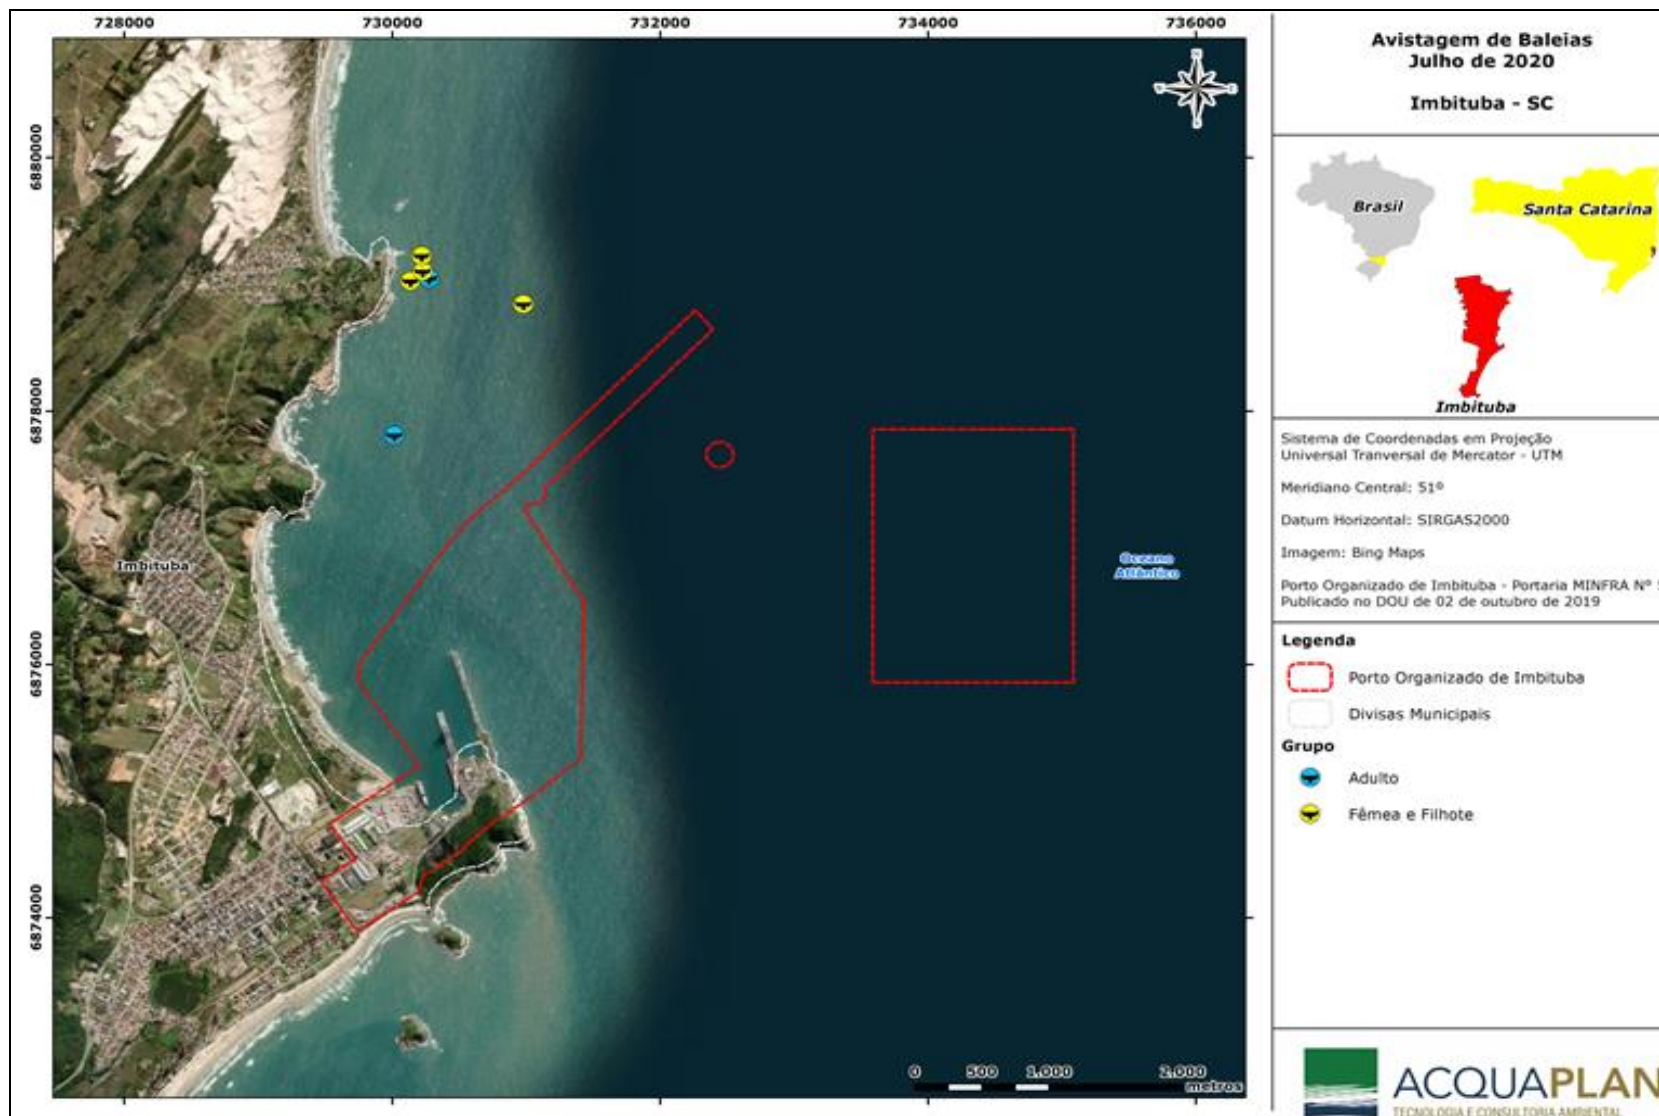 728000
730000
732000
734000
736000
6880000
6878000
6876000
6874000
Imbituba
Oceano
Atlântico
0 500 1.000 2.000
metros
Avistagem de Baleias
Julho de 2020
Imbituba - SC
Brasil
Santa Catarina
Imbituba
Sistema de Coordenadas em Projeção
Universal Tranversal de Mercator - UTM
Meridiano Central: 51º
Datum Horizontal: SIRGAS2000
Imagem: Bing Maps
Porto Organizado de Imbituba - Portaria MINFRA Nº
Publicado no DOU de 02 de outubro de 2019
Legenda
Porto Organizado de Imbituba
Divisas Municipais
Grupo
Adulto
Fêmea e Filhote
ACQUAPLAN
TECNOLOGIA E CONSULTORIA AMBIENTAL